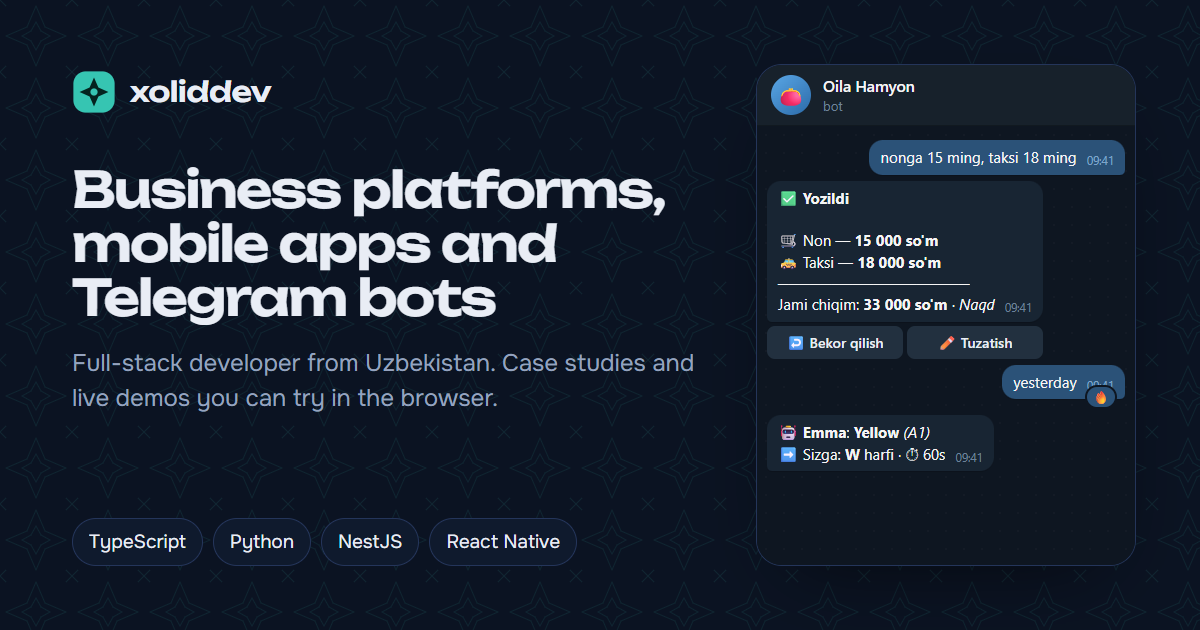 xoliddev
Business platforms,
mobile apps and
Telegram bots
Full-stack developer from Uzbekistan. Case studies and
live demos you can try in the browser.
TypeScript
Python
NestJS
React Native
Oila Hamyon
bot
nonga 15 ming, taksi 18 ming 09:41
✅ Yozildi
🛒 Non — 15 000 so'm
🚕 Taksi — 18 000 so'm
Jami chiqim: 33 000 so'm · Naqd 09:41
↩️ Bekor qilish
✏️ Tuzatish
yesterday 09:41
🔥
🤖 Emma: Yellow (A1)
➡️ Sizga: W harfi · ⏱ 60s 09:41